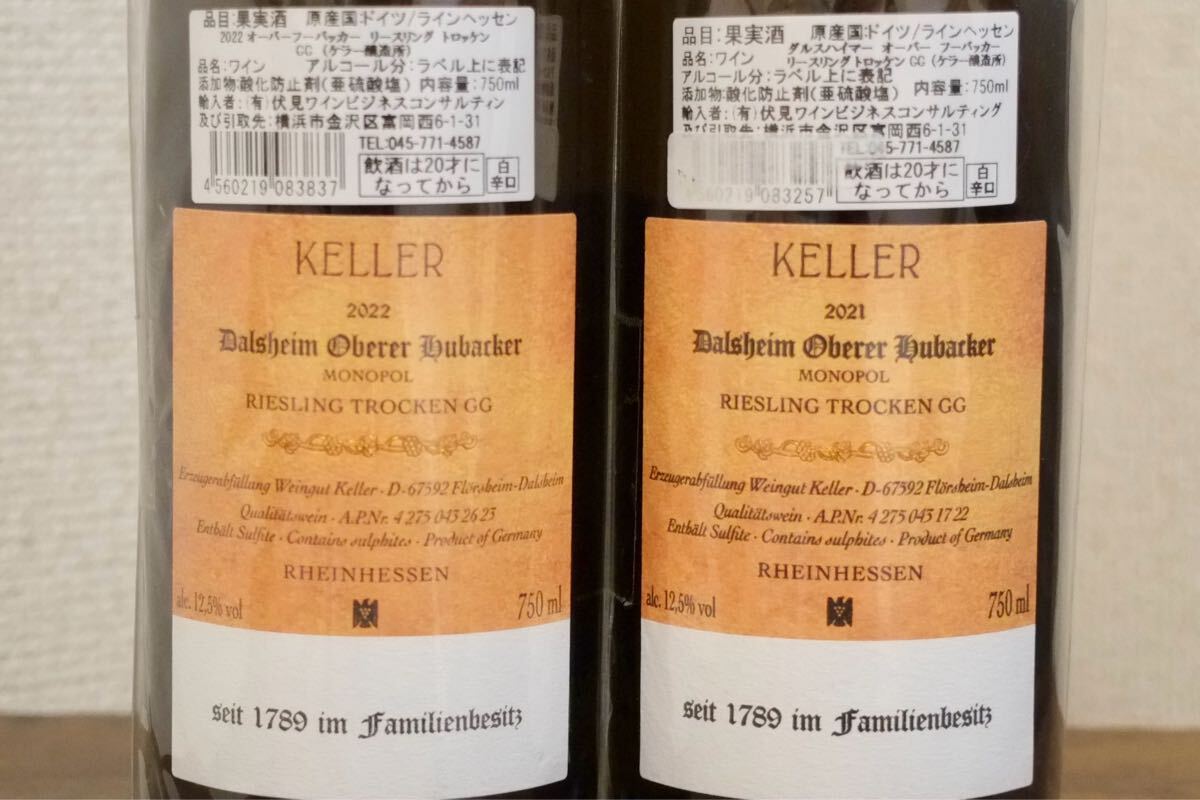 品目:果実酒 原産国:ドイツ/ラインヘッセン
2022 オーバーフーバッカー リースリング トロッケン
GG (ケラー醸造所)
品名:ワイン アルコール分:ラベル上に表記
添加物:酸化防止剤(亜硫酸塩) 内容量:750ml
輸入者:(有)伏見ワインビジネスコンサルティン
及び引取先:横浜市金沢区富岡西6-1-31
TEL:045-771-4587
4 560219 083837
飲酒は20才に
なってから
白
辛口
KELLER
2022
Dalsheim Oberer Hubacker
MONOPOL
RIESLING TROCKEN GG
Erzeugerabfüllung Weingut Keller · D-67592 Flörsheim-Dalsheim
Qualitätswein · A.P.Nr. 4 275 043 26 23
Enthält Sulfite · Contains sulphites · Product of Germany
RHEINHESSEN
alc. 12,5% vol
750 ml
seit 1789 im Familienbesitz
品目:果実酒 原産国:ドイツ/ラインヘッセン
ダルスハイマー オーバー フーバッカー
品名:ワイン リースリングトロッケン GG (ケラー醸造所)
アルコール分:ラベル上に表記
添加物:酸化防止剤(亜硫酸塩) 内容量:750ml
輸入者:(有)伏見ワインビジネスコンサルティング
及び引取先:横浜市金沢区富岡西6-1-31
TEL:045-771-4587
560219 083257
飲酒は20才に
なってから
白
辛口
KELLER
2021
Dalsheim Oberer Hubacker
MONOPOL
RIESLING TROCKEN GG
Erzeugerabfüllung Weingut Keller · D-67592 Flörsheim-Dalsheim
Qualitätswein · A.P.Nr. 4 275 043 17 22
Enthält Sulfite · Contains sulphites · Product of Germany
RHEINHESSEN
alc. 12,5% vol
750 ml
seit 1789 im Familienbesitz